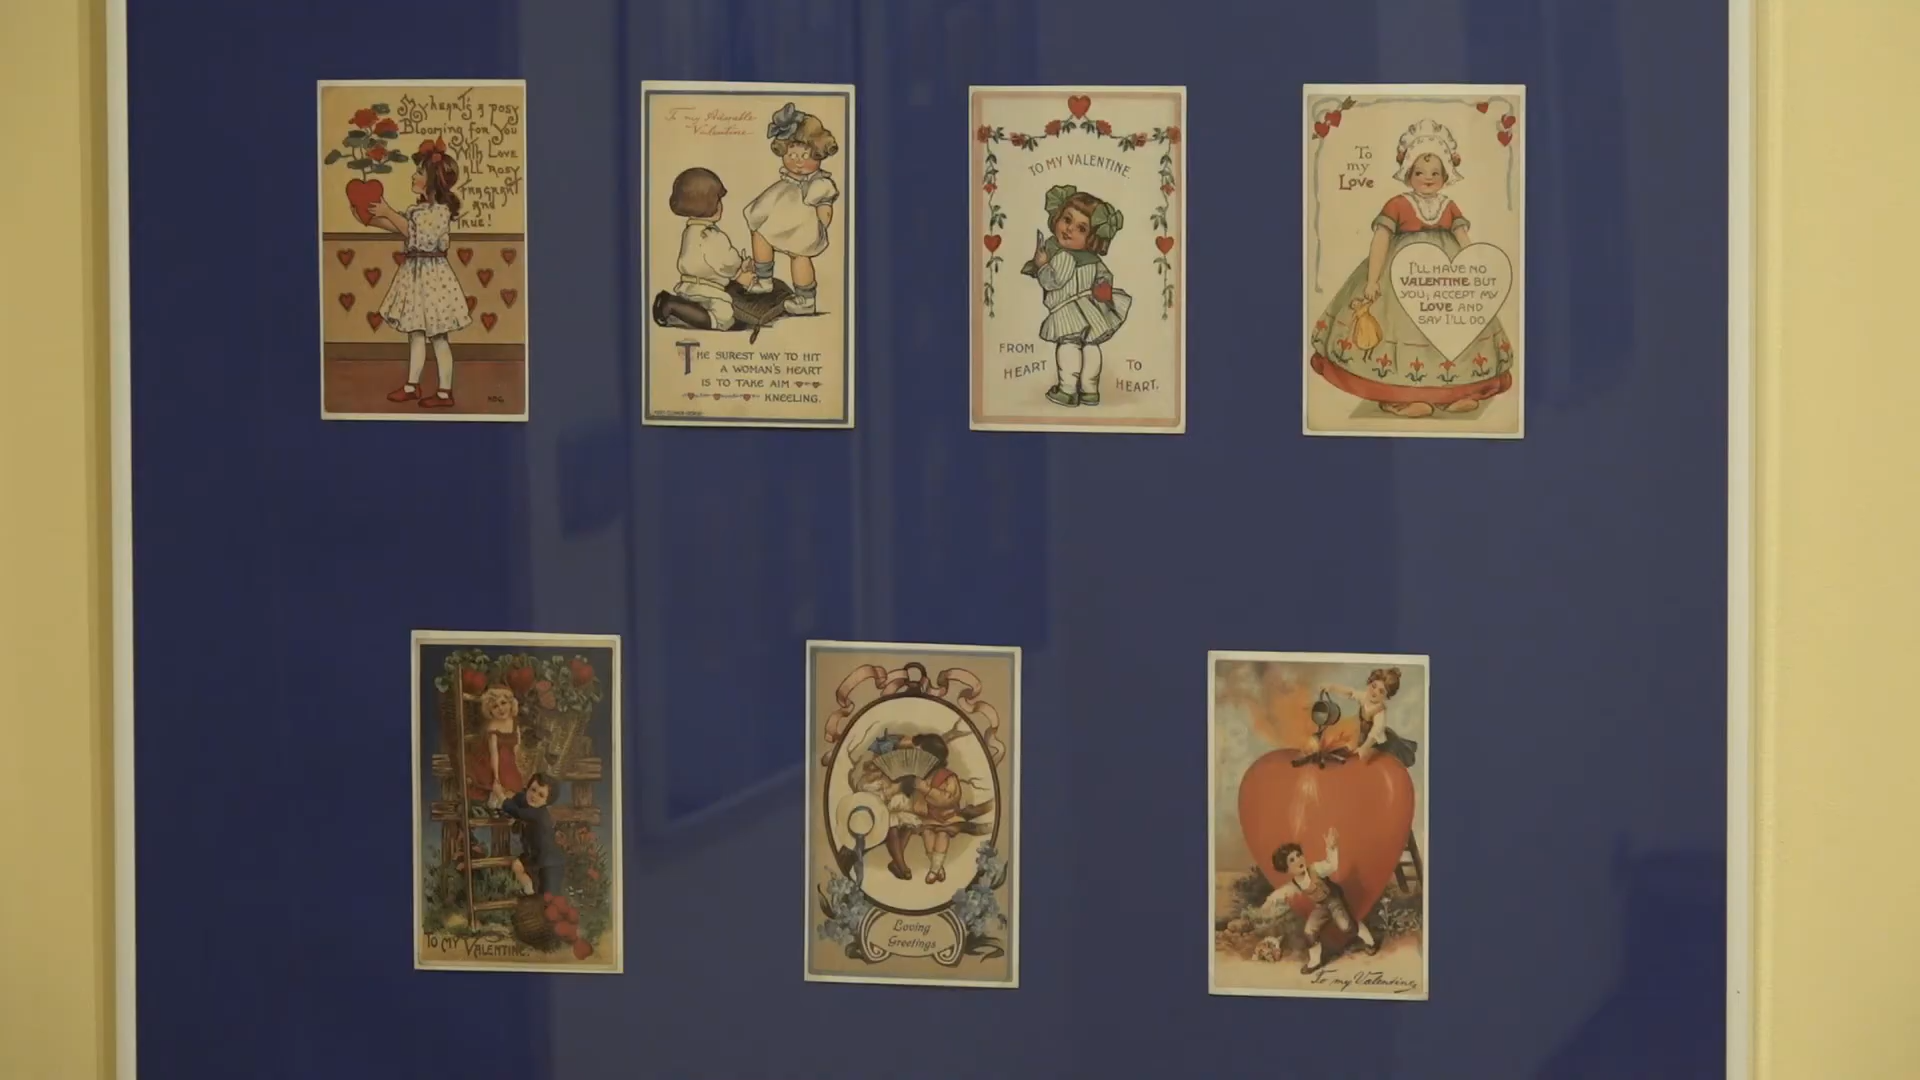 My heart's a posy
Blooming for you
With Love
all rosy
Fragrant
and
True!
To my Adorable
Valentine
THE SUREST WAY TO HIT
A WOMAN'S HEART
IS TO TAKE AIM
KNEELING.
TO MY VALENTINE.
FROM
HEART
TO
HEART.
To
my
Love
I'LL HAVE NO
VALENTINE BUT
YOU, ACCEPT MY
LOVE AND
SAY I'LL DO.
TO MY VALENTINE.
Loving
Greetings
To my Valentine